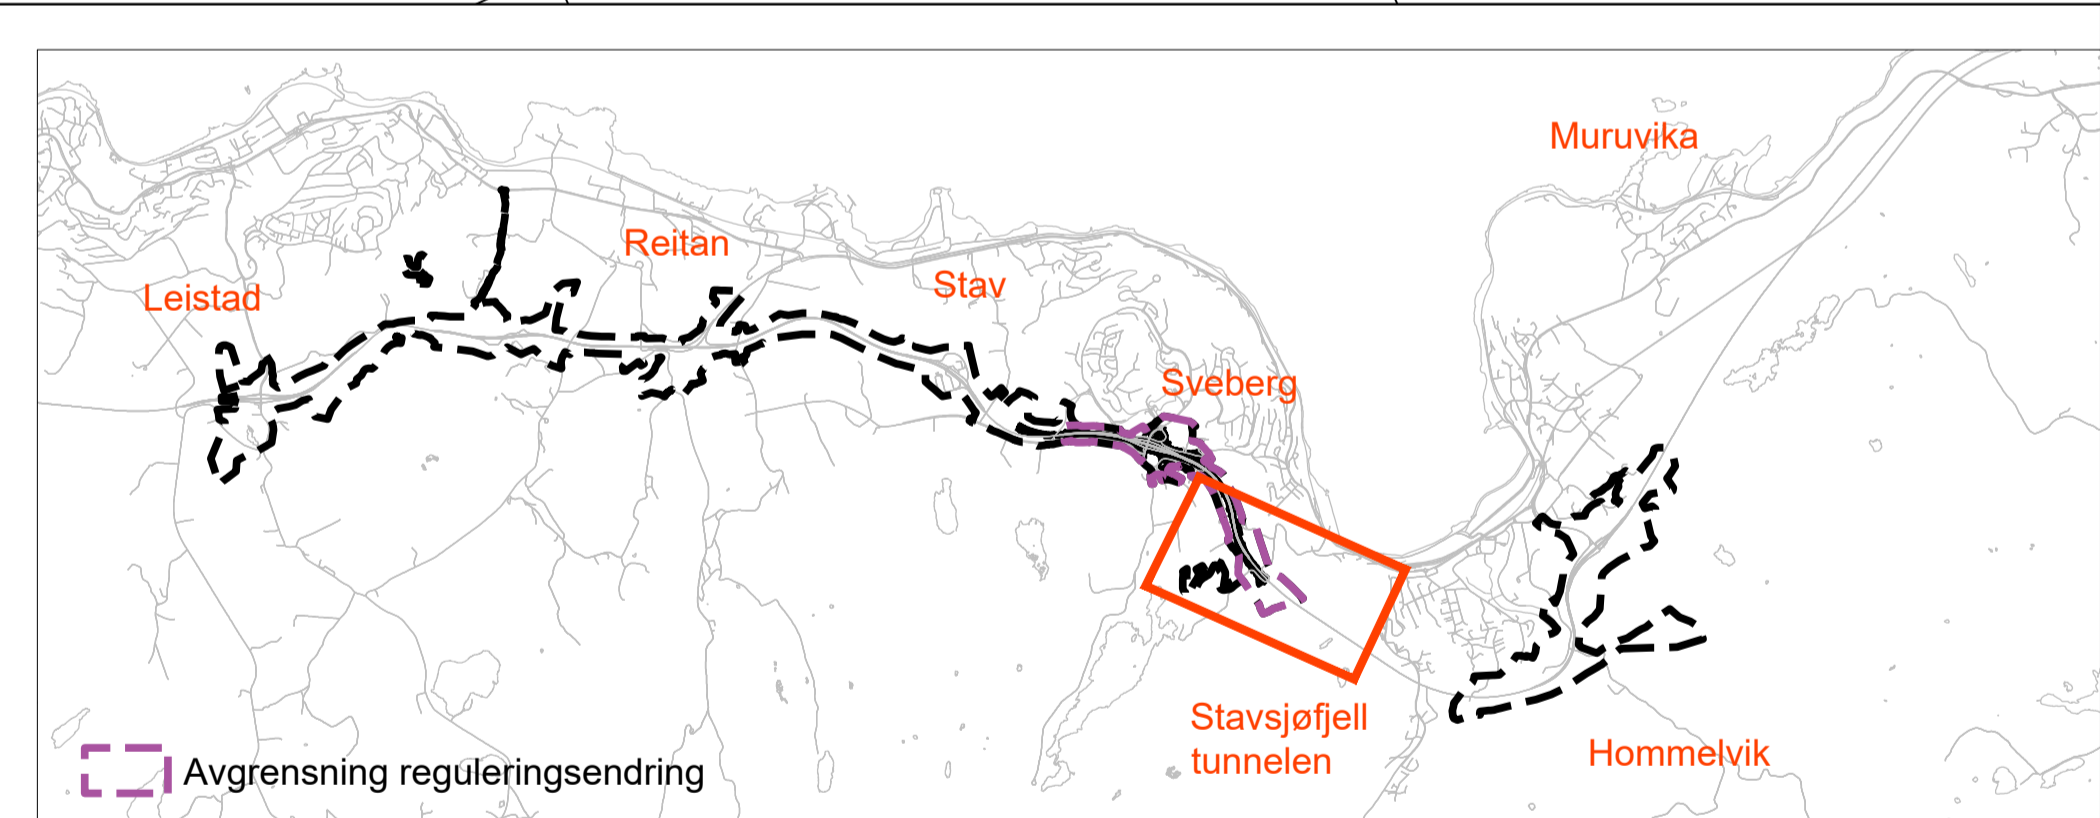 Muruvika
Reitan
Stav
Leistad
Sveberg
Stavsjøfjell
tunnelen
Hommelvik
Avgrensning reguleringsendring